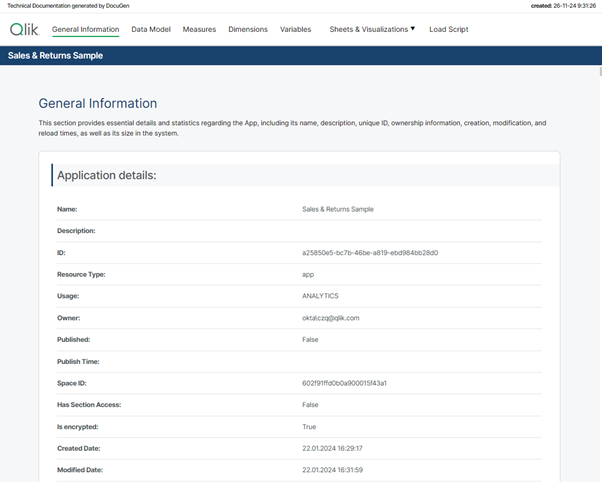 Technical Documentation generated by DocuGen
created: 26-11-24 9:31:26
Qlik General Information Data Model Measures Dimensions Variables Sheets & Visualizations ▼ Load Script
Sales & Returns Sample
General Information
This section provides essential details and statistics regarding the App, including its name, description, unique ID, ownership information, creation, modification, and
reload times, as well as its size in the system.
Application details:
Name: Sales & Returns Sample
Description:
ID: a25850e5-bc7b-46be-a819-ebd984bb28d0
Resource Type: app
Usage: ANALYTICS
Owner: okta\czq@qlik.com
Published: False
Publish Time:
Space ID: 602f91ffd0b0a900015f43a1
Has Section Access: False
Is encrypted: True
Created Date: 22.01.2024 16:29:17
Modified Date: 22.01.2024 16:31:59